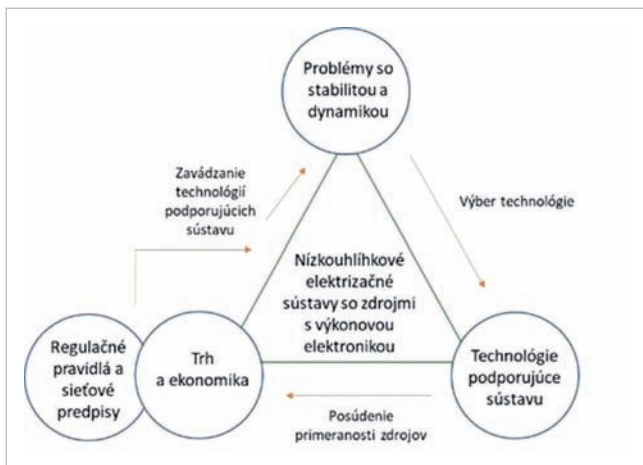 Problémy so
stabilitou a
dynamikou
Zavádzanie
technológií
podporujúcich
sústavu
Výber technológie
Nízkouhlíhkové
elektrizačné
sústavy so zdrojmi
s výkonovou
elektronikou
Regulačné
pravidlá a
sieťové
predpisy
Trh
a ekonomika
Technológie
podporujúce
sústavu
Posúdenie
primeranosti zdrojov